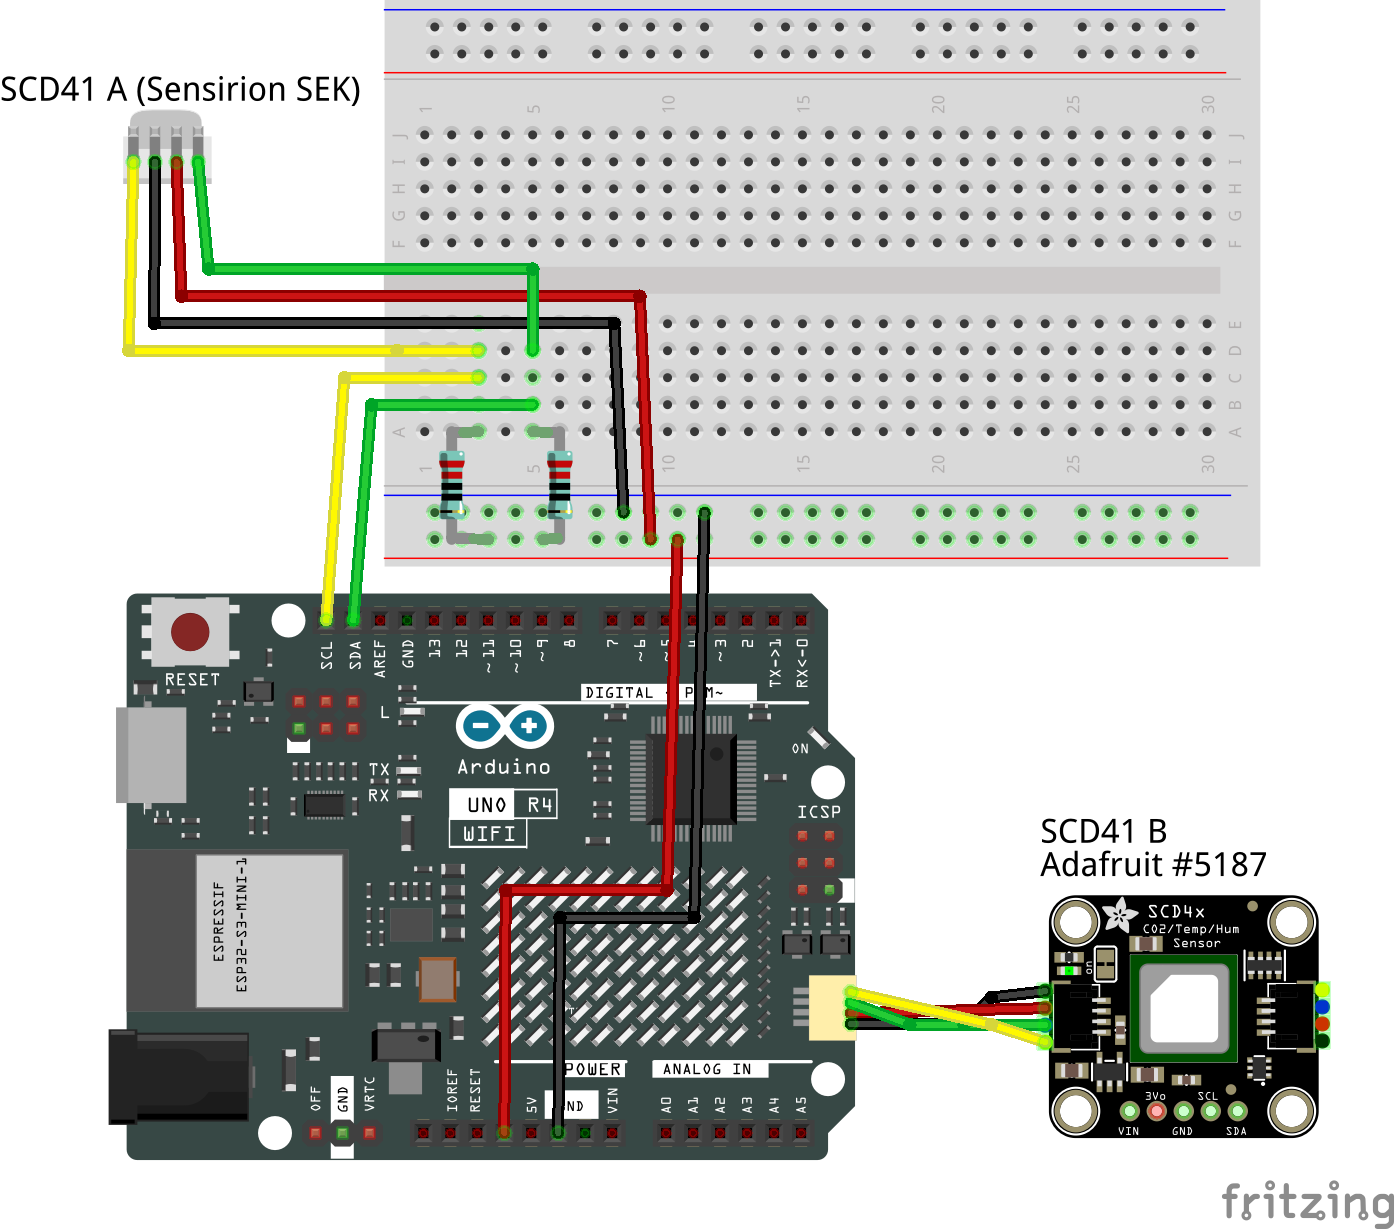 SCD41 A (Sensirion SEK)
1 5 10 15 20 25 30
J J
I I
H H
G G
F F
E
D D
C C
B B
A A
1 5 10 15 20 25 30
RESET
SCL
SDA
AREF
GND
13
12
~11
~10
~9
8
7
~6
~5
4
~3
2
TX->1
RX<-0
DIGITAL
L
TX
RX
Arduino
UNO R4
WIFI
ON
ICSP
ESPRESSIF
ESP32-S3-MINI-1
SCD41 B
Adafruit #5187
SCD4x
CO2/Temp/Hum
Sensor
on
3Vo SCL
VIN GND SDA
POWER
ANALOG IN
OFF
GND
VRTC
IOREF
RESET
5V
VIN
A0
A1
A2
A3
A4
A5
fritzing